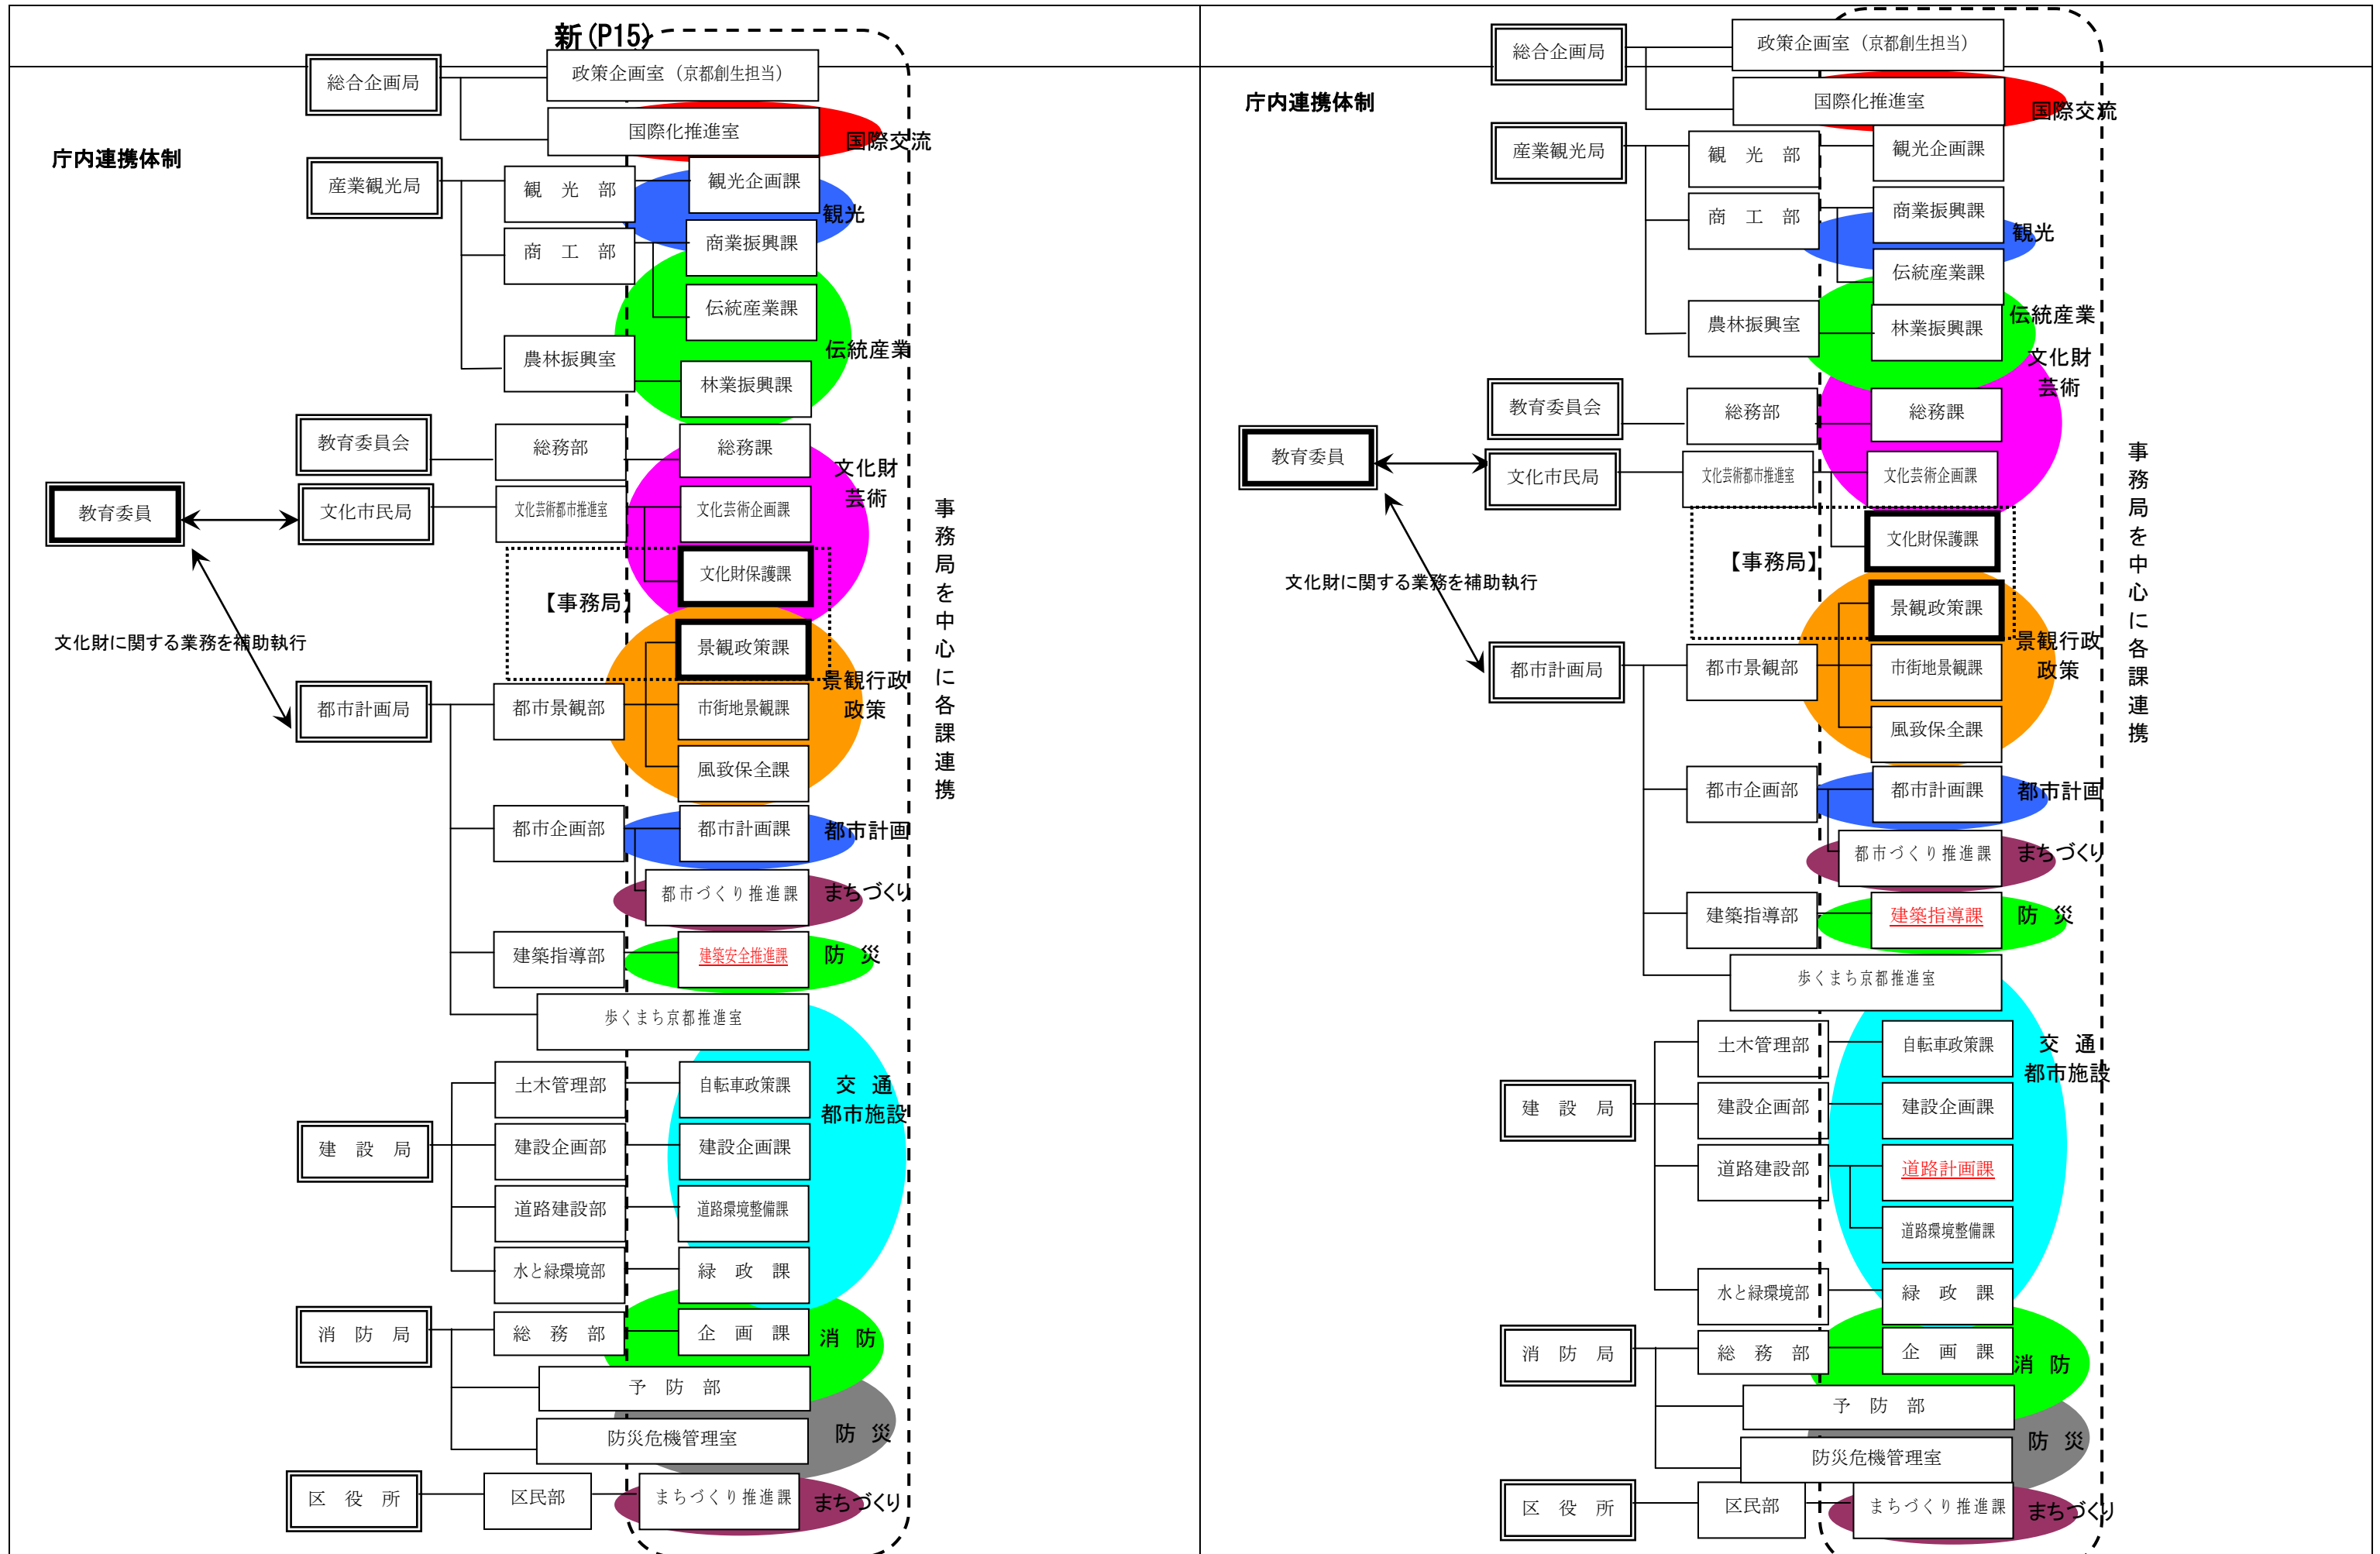 新(P15)
総合企画局
政策企画室（京都創生担当）
国際化推進室
国際交流
庁内連携体制
産業観光局
観　光　部
観光企画課
観光
商　工　部
商業振興課
伝統産業課
伝統産業
農林振興室
林業振興課
教育委員会
総務部
総務課
文化財
芸術
教育委員
文化市民局
文化芸術都市推進室
文化芸術企画課
文化財保護課
【事務局】
文化財に関する業務を補助執行
景観政策課
景観行政
政策
都市計画局
都市景観部
市街地景観課
風致保全課
都市企画部
都市計画課
都市計画
都市づくり推進課
まちづくり
建築指導部
建築安全推進課
防　災
歩くまち京都推進室
土木管理部
自転車政策課
交　通
都市施設
建　設　局
建設企画部
建設企画課
道路建設部
道路環境整備課
水と緑環境部
緑　政　課
消　防　局
総　務　部
企　画　課
消　防
予　防　部
防災危機管理室
防　災
区　役　所
区民部
まちづくり推進課
まちづくり
事務局を中心に各課連携
総合企画局
政策企画室（京都創生担当）
国際化推進室
国際交流
庁内連携体制
産業観光局
観　光　部
観光企画課
商　工　部
商業振興課
観光
伝統産業課
伝統産業
農林振興室
林業振興課
文化財
芸術
教育委員会
総務部
総務課
教育委員
文化市民局
文化芸術都市推進室
文化芸術企画課
文化財保護課
【事務局】
文化財に関する業務を補助執行
景観政策課
景観行政
政策
都市計画局
都市景観部
市街地景観課
風致保全課
都市企画部
都市計画課
都市計画
都市づくり推進課
まちづくり
建築指導部
建築指導課
防　災
歩くまち京都推進室
土木管理部
自転車政策課
交　通
都市施設
建　設　局
建設企画部
建設企画課
道路建設部
道路計画課
道路環境整備課
水と緑環境部
緑　政　課
消　防　局
総　務　部
企　画　課
消　防
予　防　部
防災危機管理室
防　災
区　役　所
区民部
まちづくり推進課
まちづくり
事務局を中心に各課連携